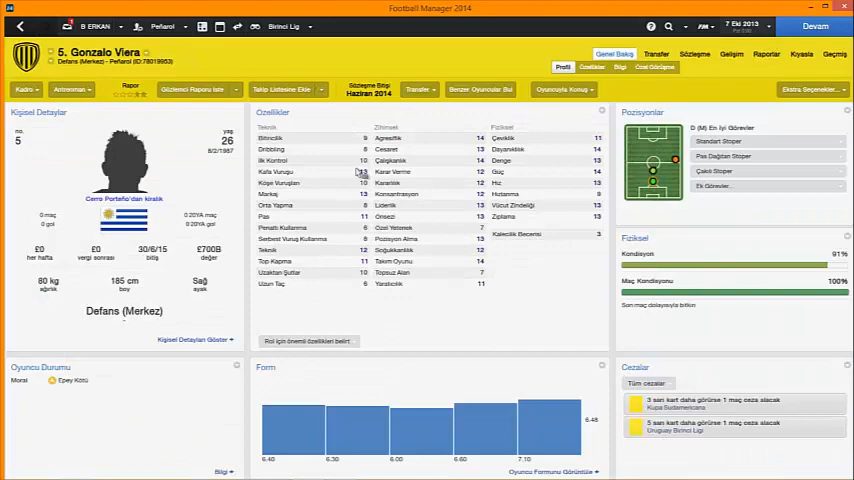 Football Manager 2014
B ERKAN
Peñarol
Birinci Lig
7 Eki 2013
Devam
5. Gonzalo Viera
Defans (Merkez) - Peñarol (ID:78019953)
Genel Bakış Transfer Sözleşme Gelişim Raporlar Kıyasla Geçmiş
Profil Özellikler Bilgi Özel Görüşme
Kadro Antrenman Rapor Gözlemci Raporu İste Takip Listesine Ekle Sözleşme Bitişi Haziran 2014 Transfer Benzer Oyuncular Bul Oyuncuyla Konuş Ekstra Seçenekler...
Kişisel Detaylar
no.
5
yaş
26
8/2/1987
Cerro Porteño'dan kiralık
0 maç
0 gol
0 20YA maç
0 20YA gol
£0 £0 30/6/15 £700B
her hafta vergi sonrası bitiş değer
80 kg 185 cm Sağ
ağırlık boy ayak
Defans (Merkez)
Kişisel Detayları Göster
Özellikler
Teknik Zihinsel Fiziksel
Bitiricilik 9 Agresiflik 14 Çeviklik 11
Dribbling 8 Cesaret 13 Dayanıklılık 14
İlk Kontrol 10 Çalışkanlık 14 Denge 13
Kafa Vuruşu 13 Karar Verme 12 Güç 14
Köşe Vuruşları 10 Kararlılık 12 Hız 13
Markaj 13 Konsantrasyon 12 Hızlanma 9
Orta Yapma 8 Liderlik 13 Vücut Zindeliği 13
Pas 11 Önsezi 13 Zıplama 13
Penaltı Kullanma 6 Özel Yetenek 7
Serbest Vuruş Kullanma 8 Pozisyon Alma 13 Kalecilik Becerisi 3
Teknik 12 Soğukkanlılık 12
Top Kapma 11 Takım Oyunu 14
Uzaktan Şutlar 10 Topsuz Alan 7
Uzun Taç 6 Yaratıcılık 11
Rol için önemli özellikleri belirt
Pozisyonlar
D (M) En İyi Görevler
Standart Stoper
Pas Dağıtan Stoper
Çakılı Stoper
Ek Görevler...
Fiziksel
Kondisyon 91%
Maç Kondisyonu 100%
Son maç dolayısıyla bitkin
Oyuncu Durumu
Moral Epey Kötü
Bilgi
Form
6.48
6.40 6.30 6.00 6.60 7.10
Oyuncu Formunu Görüntüle
Cezalar
Tüm cezalar
3 sarı kart daha görürse 1 maç ceza alacak
Kupa Sudamericana
5 sarı kart daha görürse 1 maç ceza alacak
Uruguay Birinci Ligi